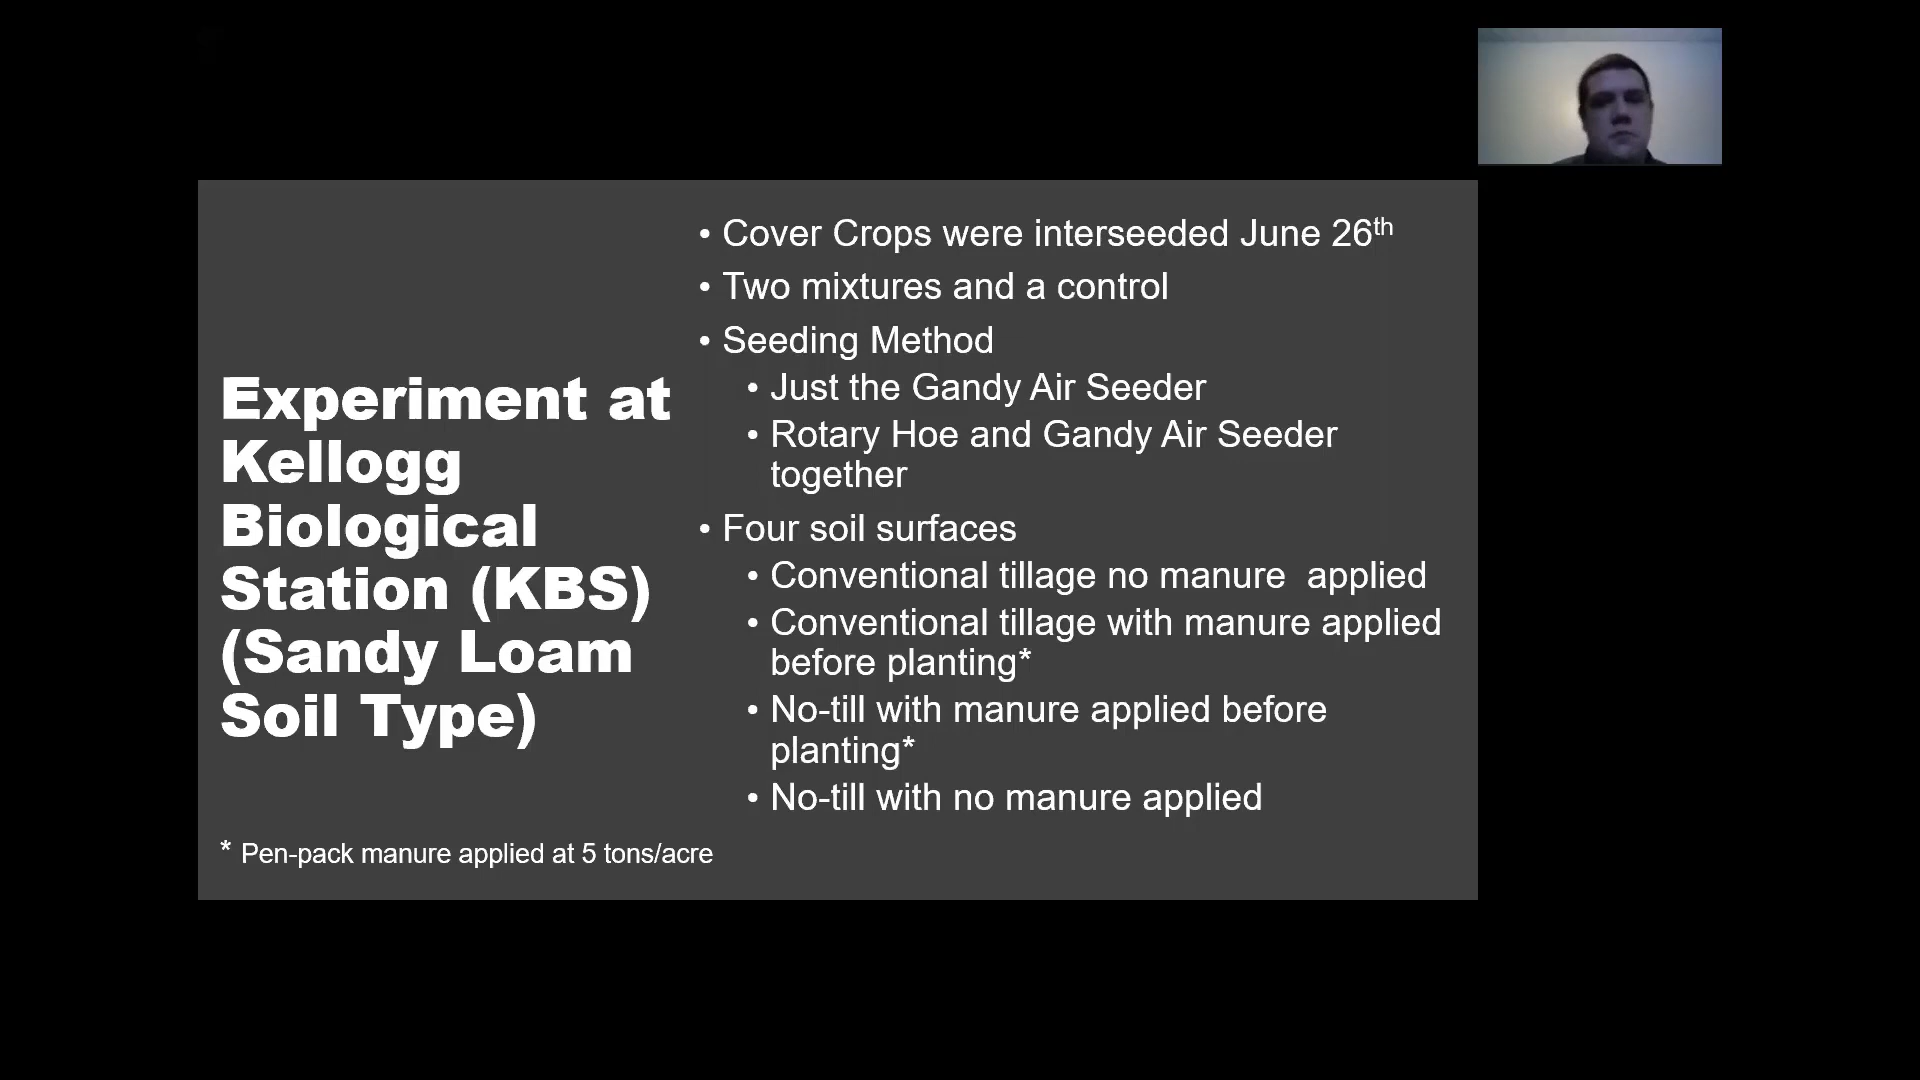 Experiment at
Kellogg
Biological
Station (KBS)
(Sandy Loam
Soil Type)
* Pen-pack manure applied at 5 tons/acre
• Cover Crops were interseeded June 26th
• Two mixtures and a control
• Seeding Method
• Just the Gandy Air Seeder
• Rotary Hoe and Gandy Air Seeder
together
• Four soil surfaces
• Conventional tillage no manure  applied
• Conventional tillage with manure applied
before planting*
• No-till with manure applied before
planting*
• No-till with no manure applied